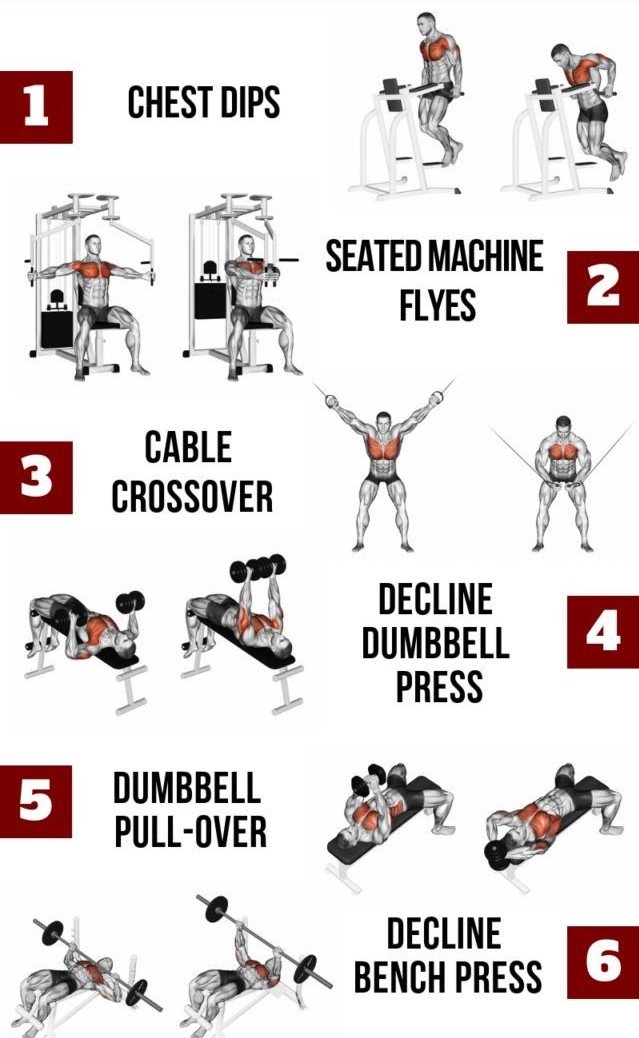 1
CHEST DIPS
SEATED MACHINE
FLYES
2
3
CABLE
CROSSOVER
DECLINE
DUMBBELL
PRESS
4
5
DUMBBELL
PULL-OVER
DECLINE
BENCH PRESS
6